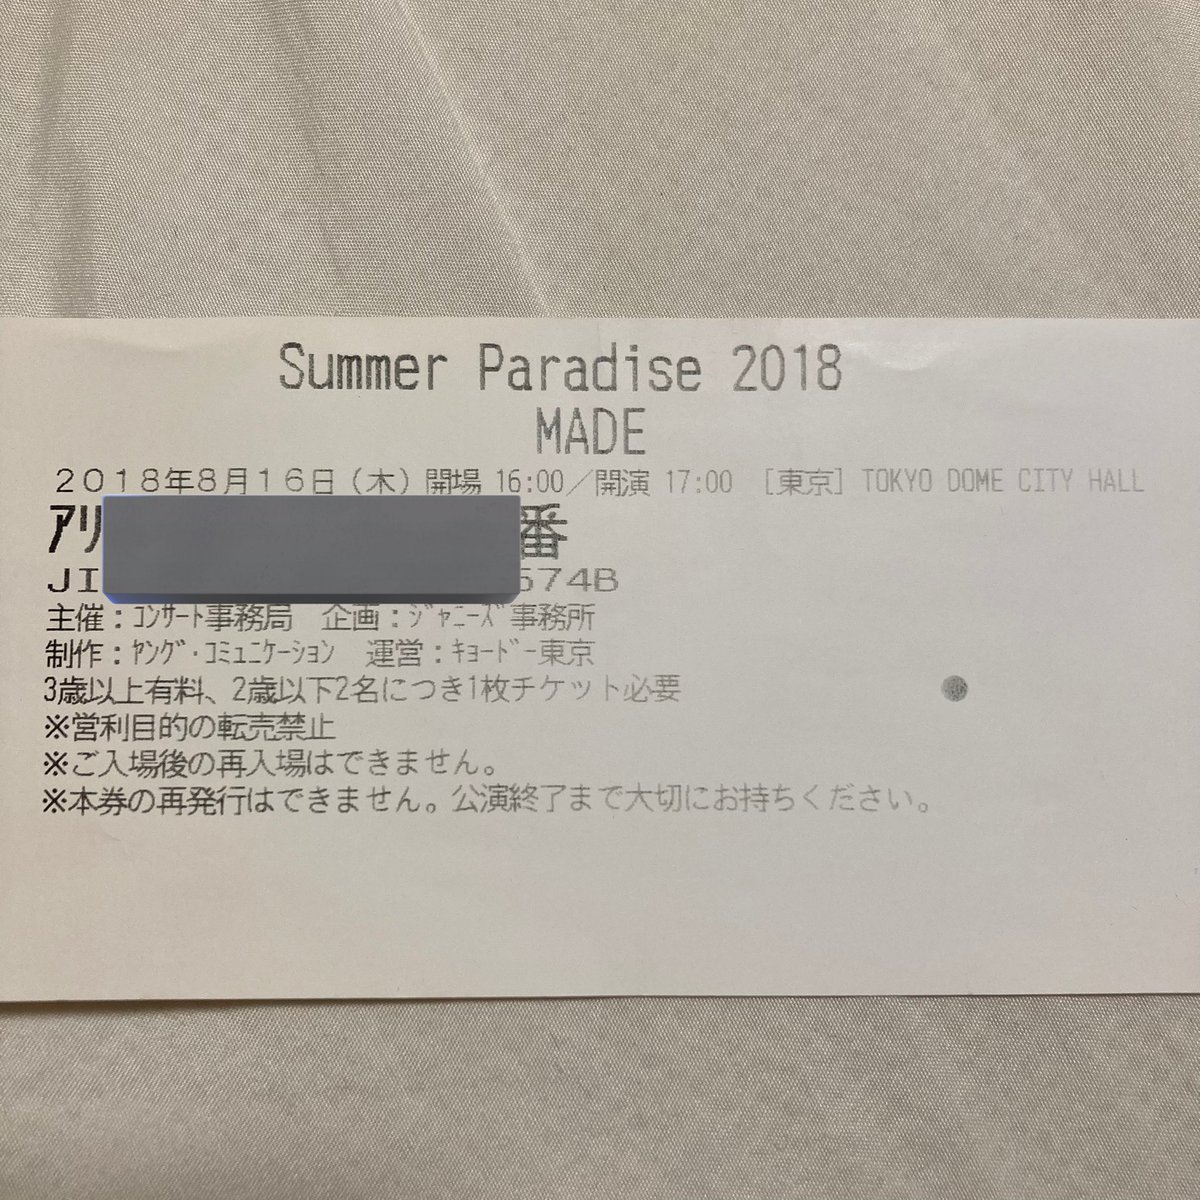 Summer Paradise 2018
MADE
２０１８年８月１６日（木）開場 16:00／開演 17:00 ［東京］ TOKYO DOME CITY HALL
ｱﾘ 番
JI 574B
主催：ｺﾝｻｰﾄ事務局 企画：ｼﾞｬﾆｰｽﾞ事務所
制作：ﾔﾝｸﾞ･ｺﾐｭﾆｹｰｼｮﾝ 運営：ｷｮｰﾄﾞｰ東京
3歳以上有料、2歳以下2名につき1枚チケット必要
※営利目的の転売禁止
※ご入場後の再入場はできません。
※本券の再発行はできません。公演終了まで大切にお持ちください。